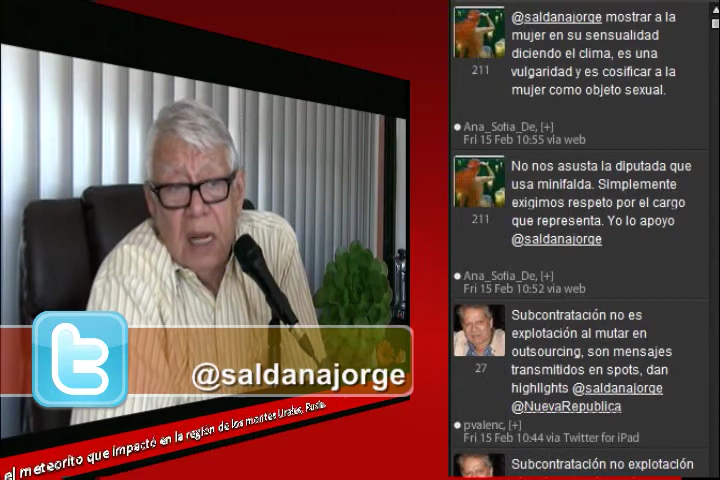 @saldanajorge mostrar a la
mujer en su sensualidad
diciendo el clima, es una
vulgaridad y es cosificar a la
mujer como objeto sexual.
211
Ana_Sofia_De, [+]
Fri 15 Feb 10:55 via web
No nos asusta la diputada que
usa minifalda. Simplemente
exigimos respeto por el cargo
que representa. Yo lo apoyo
@saldanajorge
211
Ana_Sofia_De, [+]
Fri 15 Feb 10:52 via web
Subcontratación no es
explotación al mutar en
outsourcing, son mensajes
transmitidos en spots, dan
highlights @saldanajorge
@NuevaRepublica
27
pvalenc, [+]
Fri 15 Feb 10:44 via Twitter for iPad
Subcontratación no explotación
@saldanajorge
el meteorito que impactó en la región de los montes Urales, Rusia.